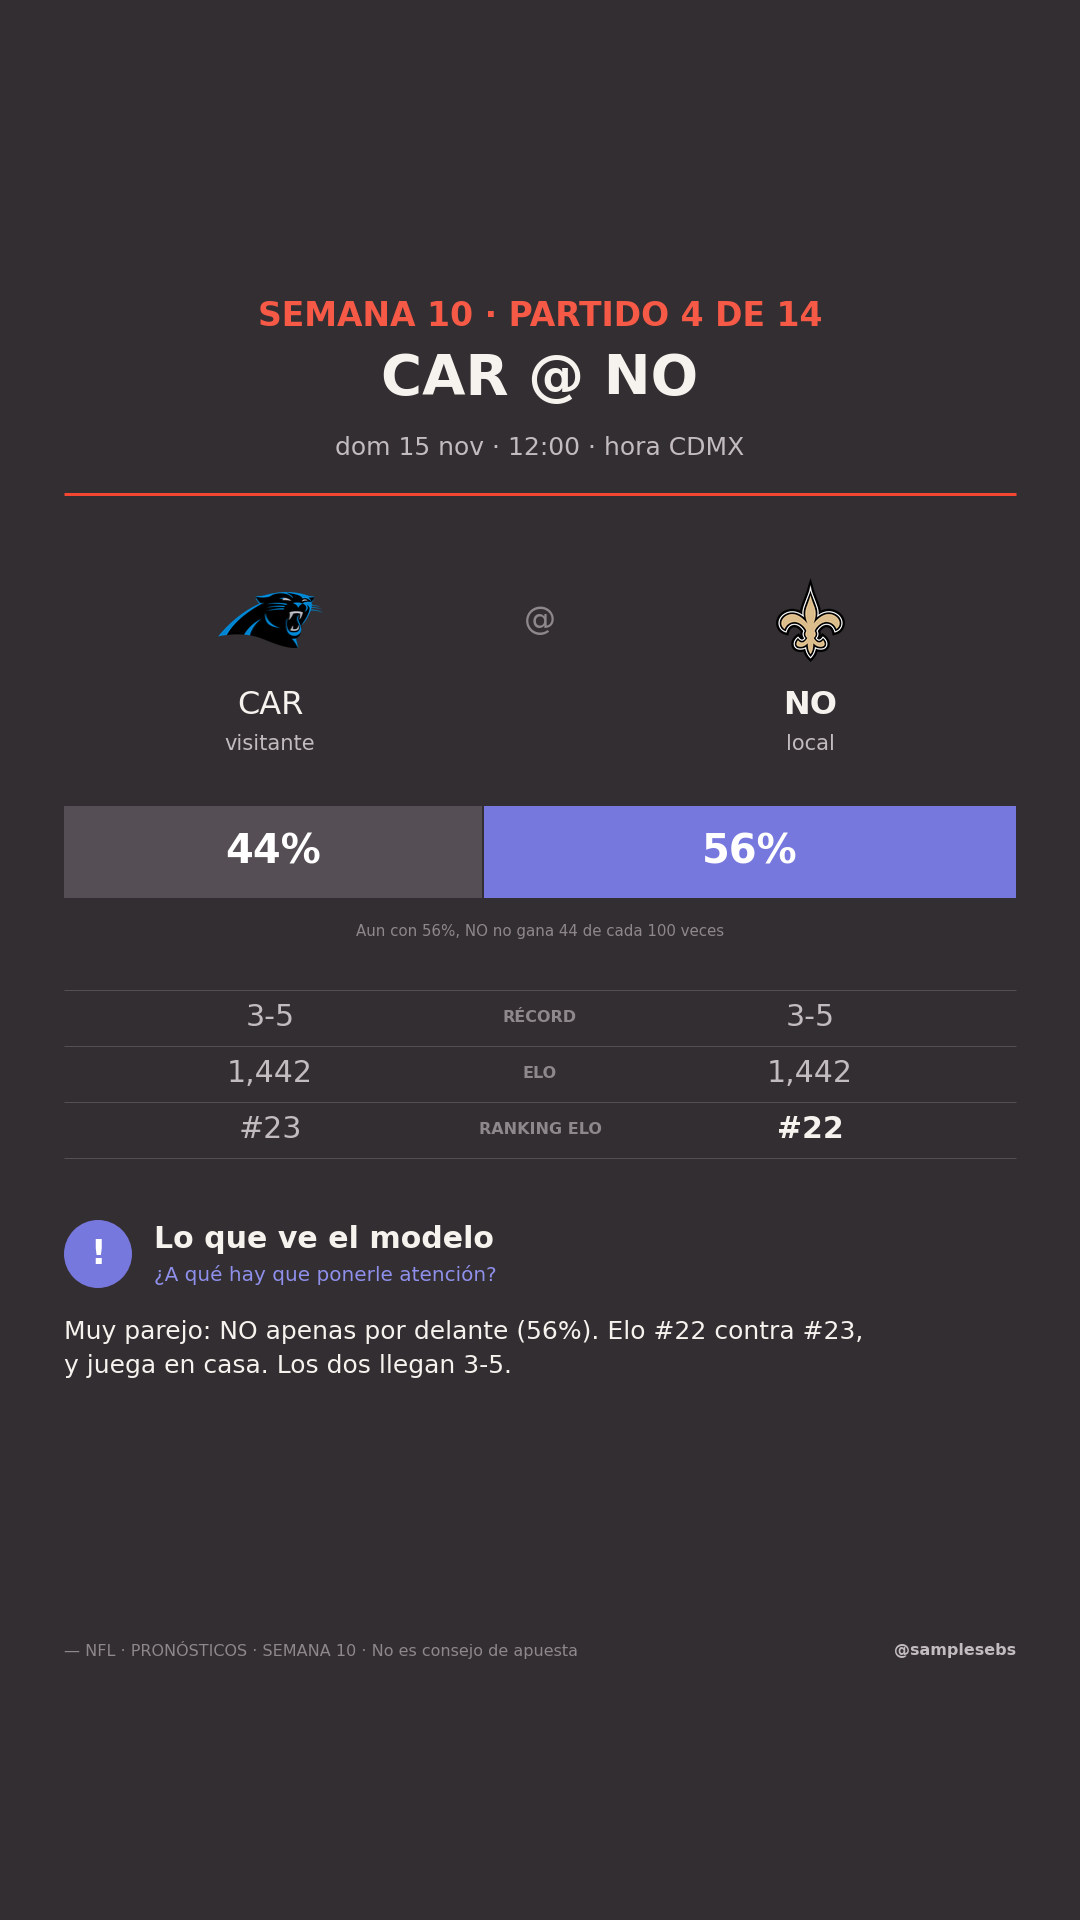 SEMANA 10 · PARTIDO 4 DE 14
CAR @ NO
dom 15 nov · 12:00 · hora CDMX
@
CAR
NO
visitante
local
44%
56%
Aun con 56%, NO no gana 44 de cada 100 veces
3-5 RÉCORD 3-5
1,442 ELO 1,442
#23 RANKING ELO #22
!
Lo que ve el modelo
¿A qué hay que ponerle atención?
Muy parejo: NO apenas por delante (56%). Elo #22 contra #23,
y juega en casa. Los dos llegan 3-5.
— NFL · PRONÓSTICOS · SEMANA 10 · No es consejo de apuesta
@samplesebs